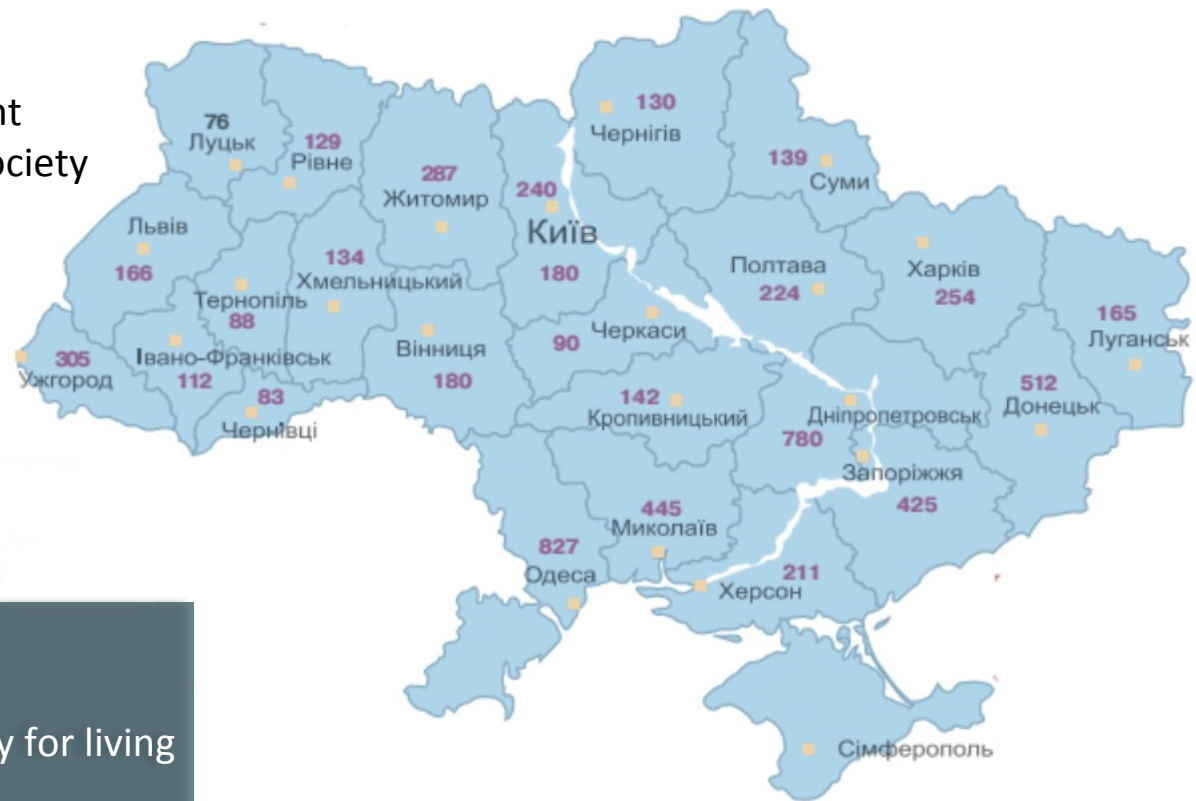 nt
ociety
76
Луцьк
129
Рівне
287
Житомир
240
Київ
180
130
Чернігів
139
Суми
Львів
166
Тернопіль
88
134
Хмельницький
Вінниця
180
90
Черкаси
Полтава
224
Харків
254
165
Луганськ
305
Ужгород
Івано-Франківськ
112
83
Чернівці
142
Кропивницький
Дніпропетровськ
780
512
Донецьк
Запоріжжя
425
445
Миколаїв
827
Одеса
211
Херсон
Сімферополь
y for living